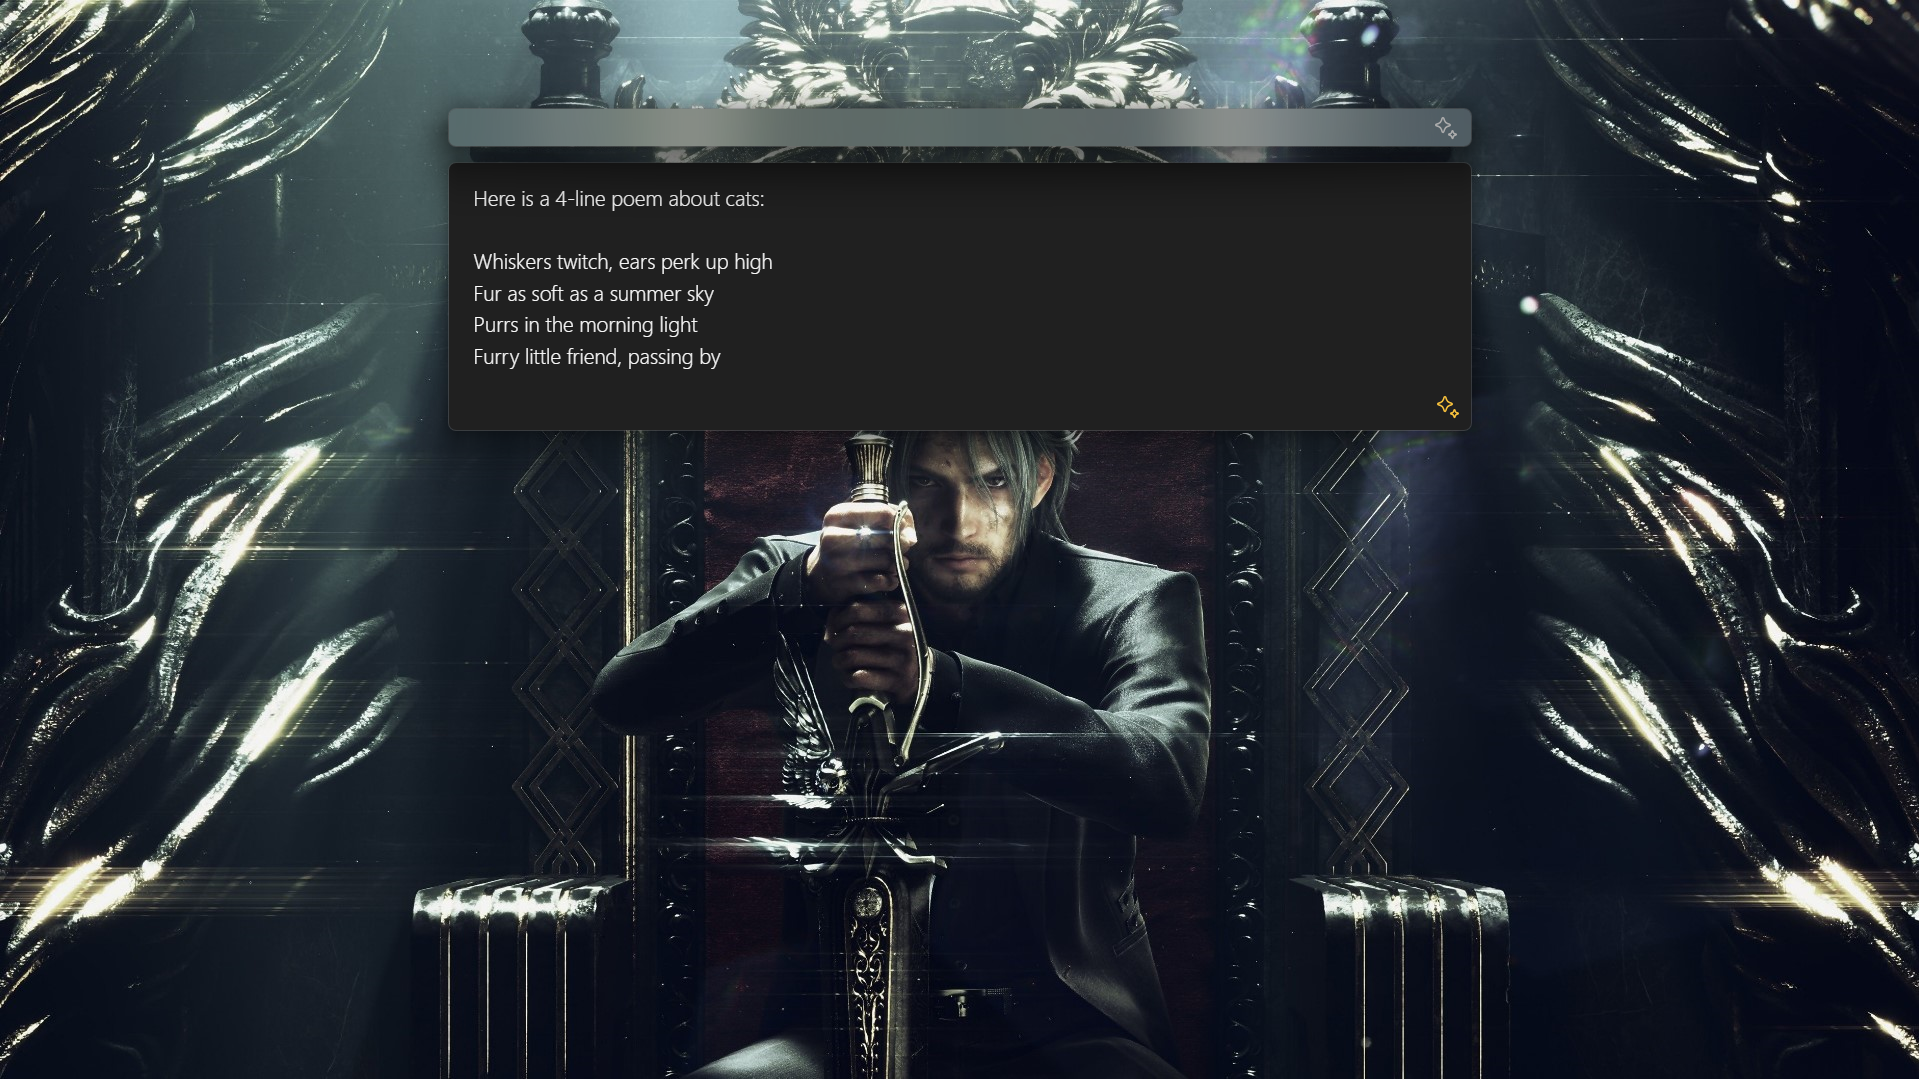 Here is a 4-line poem about cats:
Whiskers twitch, ears perk up high
Fur as soft as a summer sky
Purrs in the morning light
Furry little friend, passing by